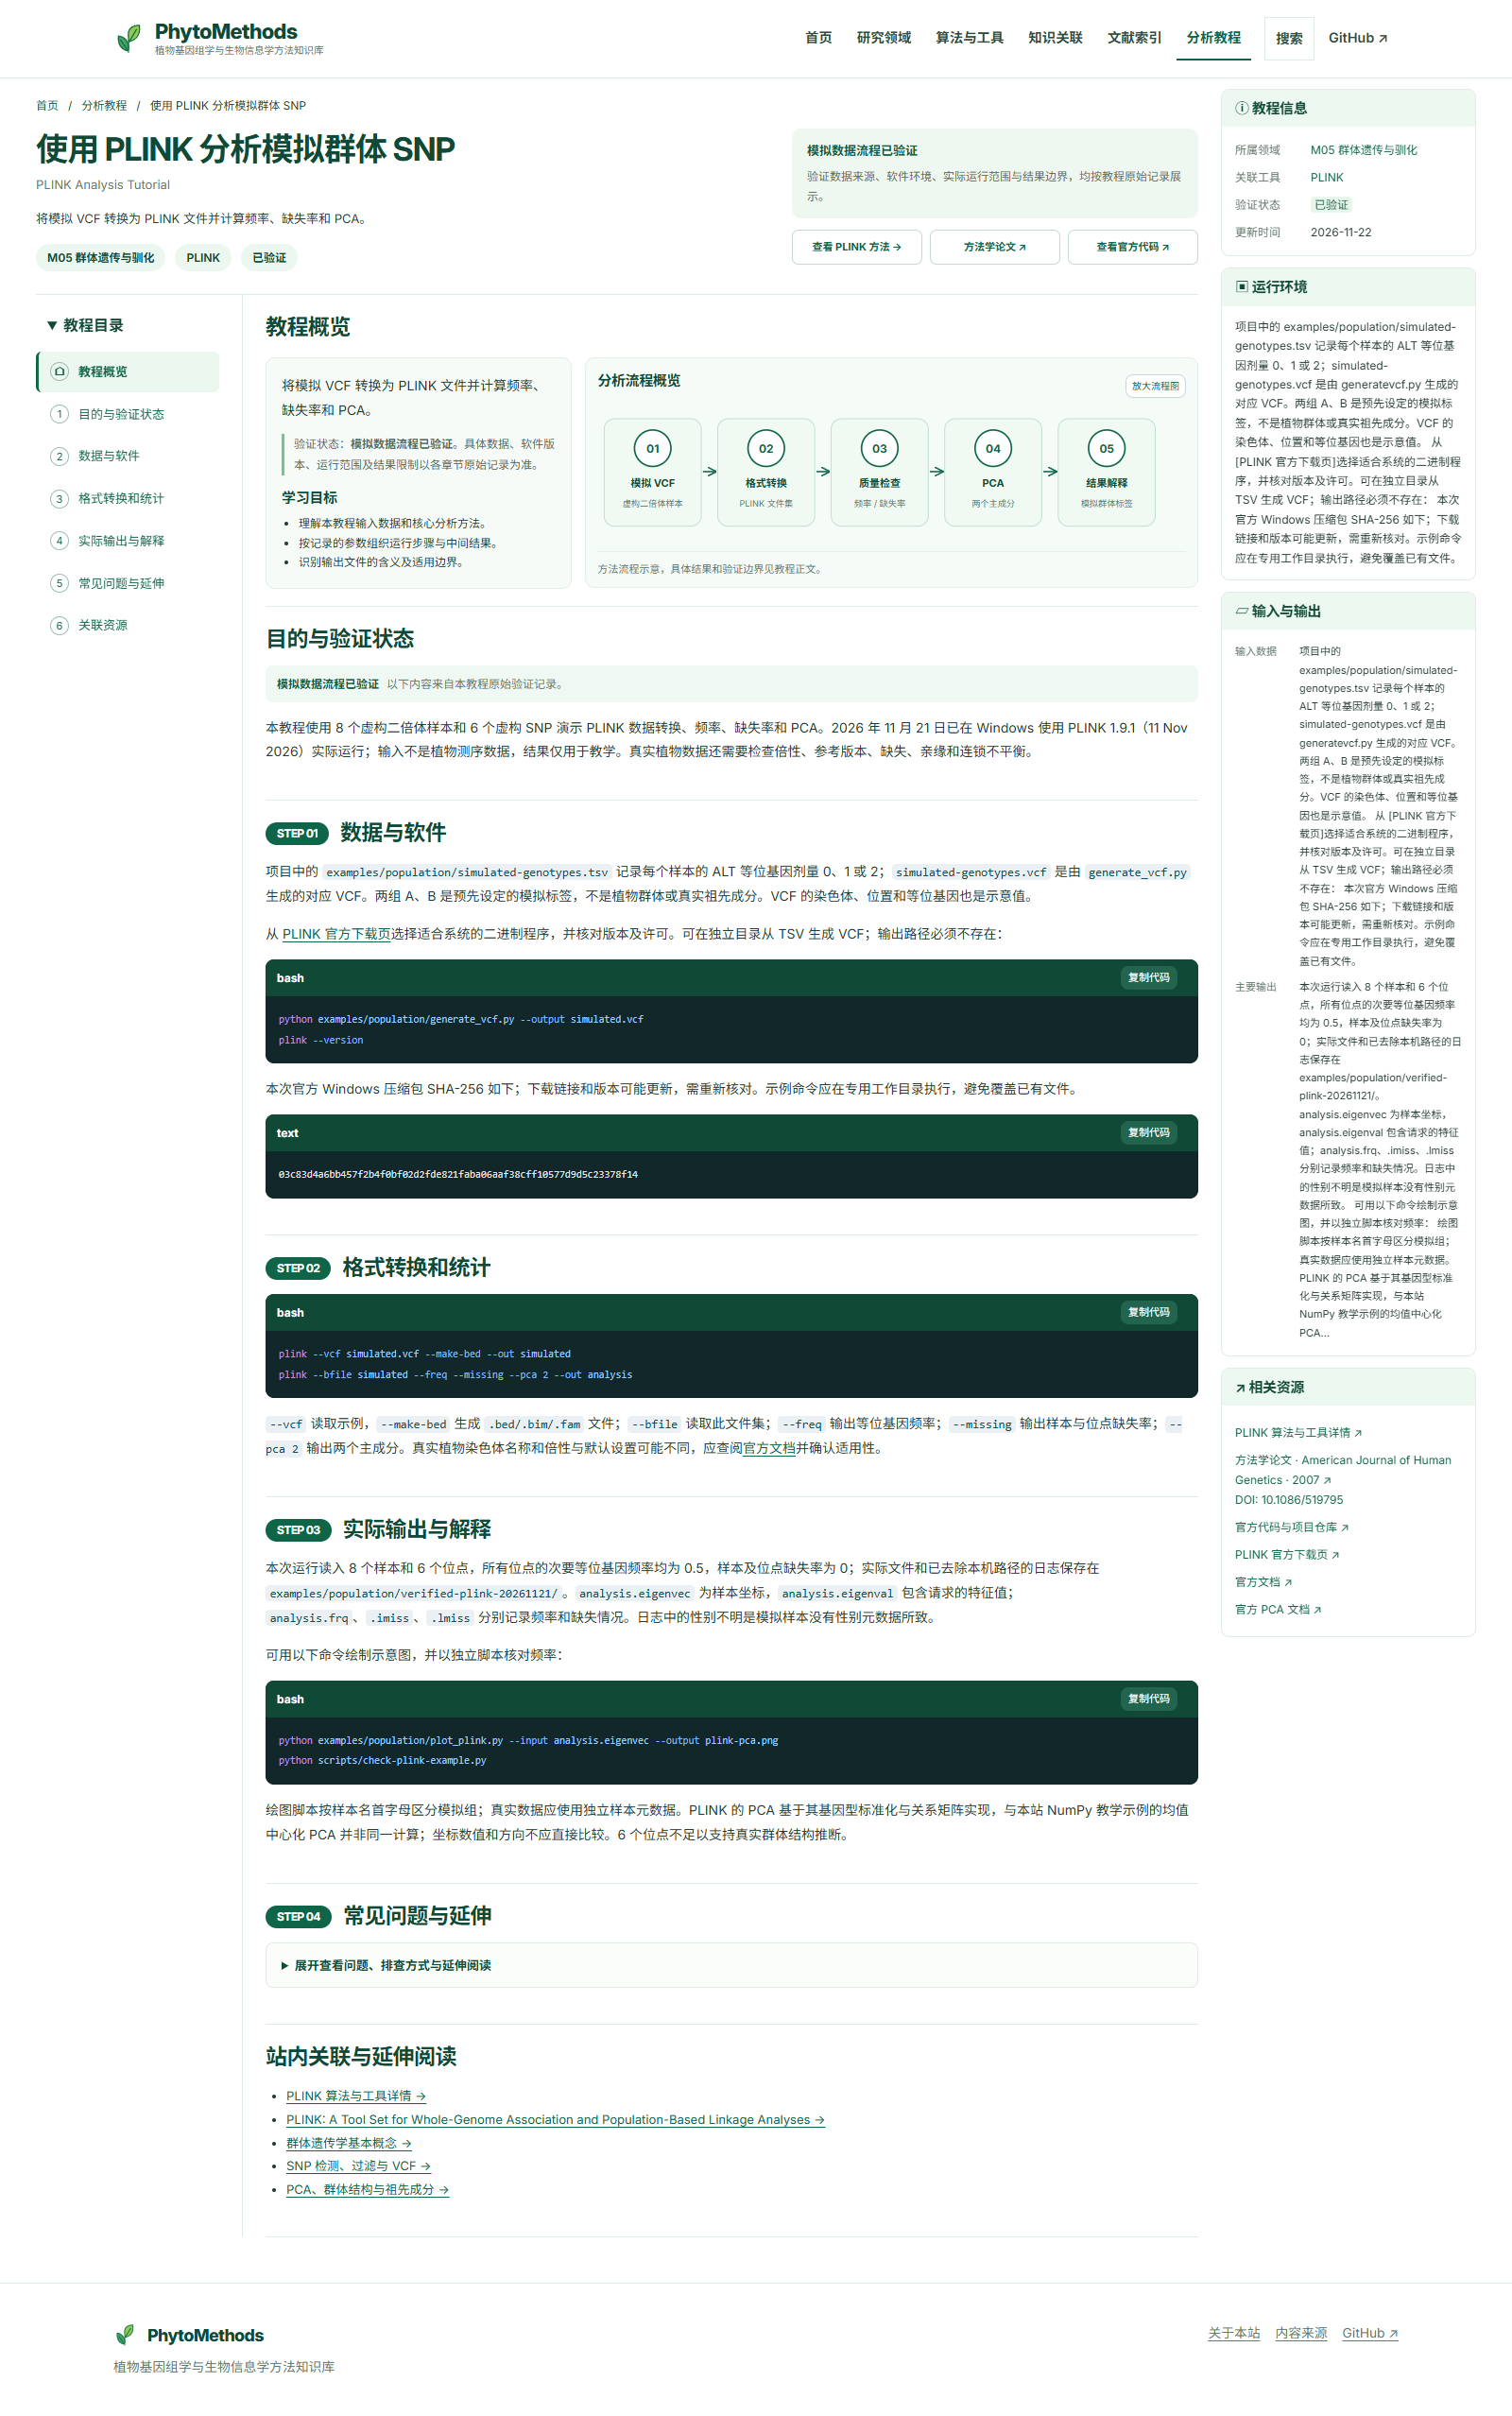 PhytoMethods
植物基因组学与生物信息学方法知识库
首页
研究领域
算法与工具
知识关联
文献索引
分析教程
搜索
GitHub ↗
首页 / 分析教程 / 使用 PLINK 分析模拟群体 SNP
使用 PLINK 分析模拟群体 SNP
PLINK Analysis Tutorial
将模拟 VCF 转换为 PLINK 文件并计算频率、缺失率和 PCA。
M05 群体遗传与驯化
PLINK
已验证
模拟数据流程已验证
验证数据来源、软件环境、实际运行范围与结果边界，均按教程原始记录展
示。
查看 PLINK 方法 →
方法学论文 ↗
查看官方代码 ↗
▼ 教程目录
教程概览
1 目的与验证状态
2 数据与软件
3 格式转换和统计
4 实际输出与解释
5 常见问题与延伸
6 关联资源
教程概览
将模拟 VCF 转换为 PLINK 文件并计算频率、
缺失率和 PCA。
验证状态：模拟数据流程已验证。具体数据、软件版
本、运行范围及结果限制以各章节原始记录为准。
学习目标
• 理解本教程输入数据和核心分析方法。
• 按记录的参数组织运行步骤与中间结果。
• 识别输出文件的含义及适用边界。
分析流程概览
放大流程图
01
模拟 VCF
虚构二倍体样本
02
格式转换
PLINK 文件集
03
质量检查
频率 / 缺失率
04
PCA
两个主成分
05
结果解释
模拟群体标签
方法流程示意，具体结果和验证边界见教程正文。
目的与验证状态
模拟数据流程已验证 以下内容来自本教程原始验证记录。
本教程使用 8 个虚构二倍体样本和 6 个虚构 SNP 演示 PLINK 数据转换、频率、缺失率和 PCA。2026 年 11 月 21 日已在 Windows 使用 PLINK 1.9.1（11 Nov
2026）实际运行；输入不是植物测序数据，结果仅用于教学。真实植物数据还需要检查倍性、参考版本、缺失、亲缘和连锁不平衡。
STEP 01 数据与软件
项目中的 examples/population/simulated-genotypes.tsv 记录每个样本的 ALT 等位基因剂量 0、1 或 2；simulated-genotypes.vcf 是由 generate_vcf.py
生成的对应 VCF。两组 A、B 是预先设定的模拟标签，不是植物群体或真实祖先成分。VCF 的染色体、位置和等位基因也是示意值。
从 PLINK 官方下载页选择适合系统的二进制程序，并核对版本及许可。可在独立目录从 TSV 生成 VCF；输出路径必须不存在：
bash
复制代码
python examples/population/generate_vcf.py --output simulated.vcf
plink --version
本次官方 Windows 压缩包 SHA-256 如下；下载链接和版本可能更新，需重新核对。示例命令应在专用工作目录执行，避免覆盖已有文件。
text
复制代码
03c83d4a6bb457f2b4f0bf02d2fde821faba06aaf38cff10577d9d5c23378f14
STEP 02 格式转换和统计
bash
复制代码
plink --vcf simulated.vcf --make-bed --out simulated
plink --bfile simulated --freq --missing --pca 2 --out analysis
--vcf 读取示例，--make-bed 生成 .bed/.bim/.fam 文件；--bfile 读取此文件集；--freq 输出等位基因频率；--missing 输出样本与位点缺失率；--
pca 2 输出两个主成分。真实植物染色体名称和倍性与默认设置可能不同，应查阅官方文档并确认适用性。
STEP 03 实际输出与解释
本次运行读入 8 个样本和 6 个位点，所有位点的次要等位基因频率均为 0.5，样本及位点缺失率为 0；实际文件和已去除本机路径的日志保存在
examples/population/verified-plink-20261121/ 。analysis.eigenvec 为样本坐标，analysis.eigenval 包含请求的特征值；
analysis.frq、.imiss、.lmiss 分别记录频率和缺失情况。日志中的性别不明是模拟样本没有性别元数据所致。
可用以下命令绘制示意图，并以独立脚本核对频率：
bash
复制代码
python examples/population/plot_plink.py --input analysis.eigenvec --output plink-pca.png
python scripts/check-plink-example.py
绘图脚本按样本名首字母区分模拟组；真实数据应使用独立样本元数据。PLINK 的 PCA 基于其基因型标准化与关系矩阵实现，与本站 NumPy 教学示例的均值
中心化 PCA 并非同一计算；坐标数值和方向不应直接比较。6 个位点不足以支持真实群体结构推断。
STEP 04 常见问题与延伸
▶ 展开查看问题、排查方式与延伸阅读
站内关联与延伸阅读
• PLINK 算法与工具详情 →
• PLINK: A Tool Set for Whole-Genome Association and Population-Based Linkage Analyses →
• 群体遗传学基本概念 →
• SNP 检测、过滤与 VCF →
• PCA、群体结构与祖先成分 →
教程信息
所属领域 M05 群体遗传与驯化
关联工具 PLINK
验证状态 已验证
更新时间 2026-11-22
运行环境
项目中的 examples/population/simulated-
genotypes.tsv 记录每个样本的 ALT 等位基
因剂量 0、1 或 2；simulated-
genotypes.vcf 是由 generatevcf.py 生成的
对应 VCF。两组 A、B 是预先设定的模拟标
签，不是植物群体或真实祖先成分。VCF 的
染色体、位置和等位基因也是示意值。 从
[PLINK 官方下载页]选择适合系统的二进制程
序，并核对版本及许可。可在独立目录从
TSV 生成 VCF；输出路径必须不存在： 本次
官方 Windows 压缩包 SHA-256 如下；下载
链接和版本可能更新，需重新核对。示例命令
应在专用工作目录执行，避免覆盖已有文件。
输入与输出
输入数据
项目中的
examples/population/simulated-
genotypes.tsv 记录每个样本的
ALT 等位基因剂量 0、1 或 2；
simulated-genotypes.vcf 是由
generatevcf.py 生成的对应 VCF。
两组 A、B 是预先设定的模拟标
签，不是植物群体或真实祖先成
分。VCF 的染色体、位置和等位基
因也是示意值。 从 [PLINK 官方下
载页]选择适合系统的二进制程序，
并核对版本及许可。可在独立目录
从 TSV 生成 VCF；输出路径必须
不存在： 本次官方 Windows 压缩
包 SHA-256 如下；下载链接和版
本可能更新，需重新核对。示例命
令应在专用工作目录执行，避免覆
盖已有文件。
主要输出
本次运行读入 8 个样本和 6 个位
点，所有位点的次要等位基因频率
均为 0.5，样本及位点缺失率为
0；实际文件和已去除本机路径的日
志保存在
examples/population/verified-
plink-20261121/。
analysis.eigenvec 为样本坐标，
analysis.eigenval 包含请求的特征
值；analysis.frq、.imiss、.lmiss
分别记录频率和缺失情况。日志中
的性别不明是模拟样本没有性别元
数据所致。 可用以下命令绘制示意
图，并以独立脚本核对频率： 绘图
脚本按样本名首字母区分模拟组；
真实数据应使用独立样本元数据。
PLINK 的 PCA 基于其基因型标准
化与关系矩阵实现，与本站
NumPy 教学示例的均值中心化
PCA…
↗ 相关资源
PLINK 算法与工具详情 ↗
方法学论文 · American Journal of Human
Genetics · 2007 ↗
DOI: 10.1086/519795
官方代码与项目仓库 ↗
PLINK 官方下载页 ↗
官方文档 ↗
官方 PCA 文档 ↗
PhytoMethods
植物基因组学与生物信息学方法知识库
关于本站
内容来源
GitHub ↗